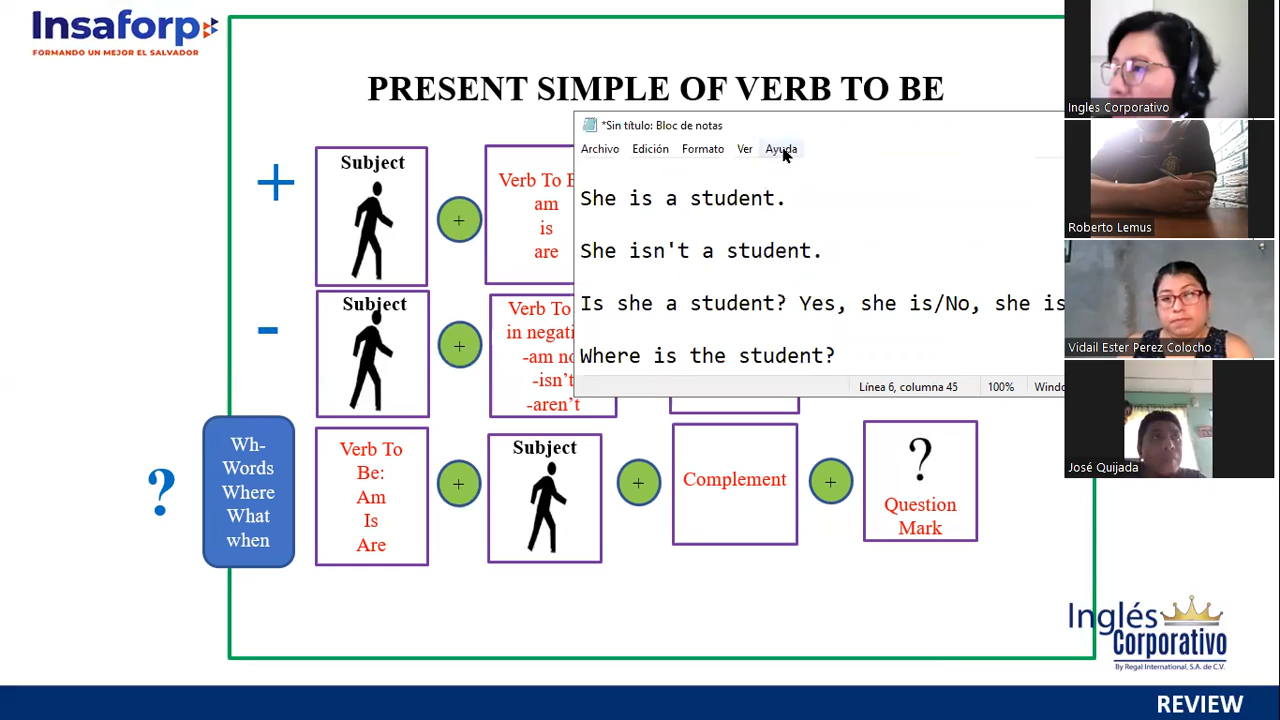 Insaforp
FORMANDO UN MEJOR EL SALVADOR
PRESENT SIMPLE OF VERB TO BE
+
Subject
+
Verb To B
am
is
are
*Sin título: Bloc de notas
Archivo Edición Formato Ver Ayuda
She is a student.
She isn't a student.
Is she a student? Yes, she is/No, she is
Where is the student?
Línea 6, columna 45 100% Windo
-
Subject
+
Verb To
in negati
-am no
-isn't
-aren't
?
Wh-
Words
Where
What
when
Verb To
Be:
Am
Is
Are
+
Subject
+
Complement
+
?
Question
Mark
Ingles Corporativo
Roberto Lemus
Vidail Ester Perez Colocho
José Quijada
Inglés
Corporativo
By Regal International, S.A. de C.V.
REVIEW